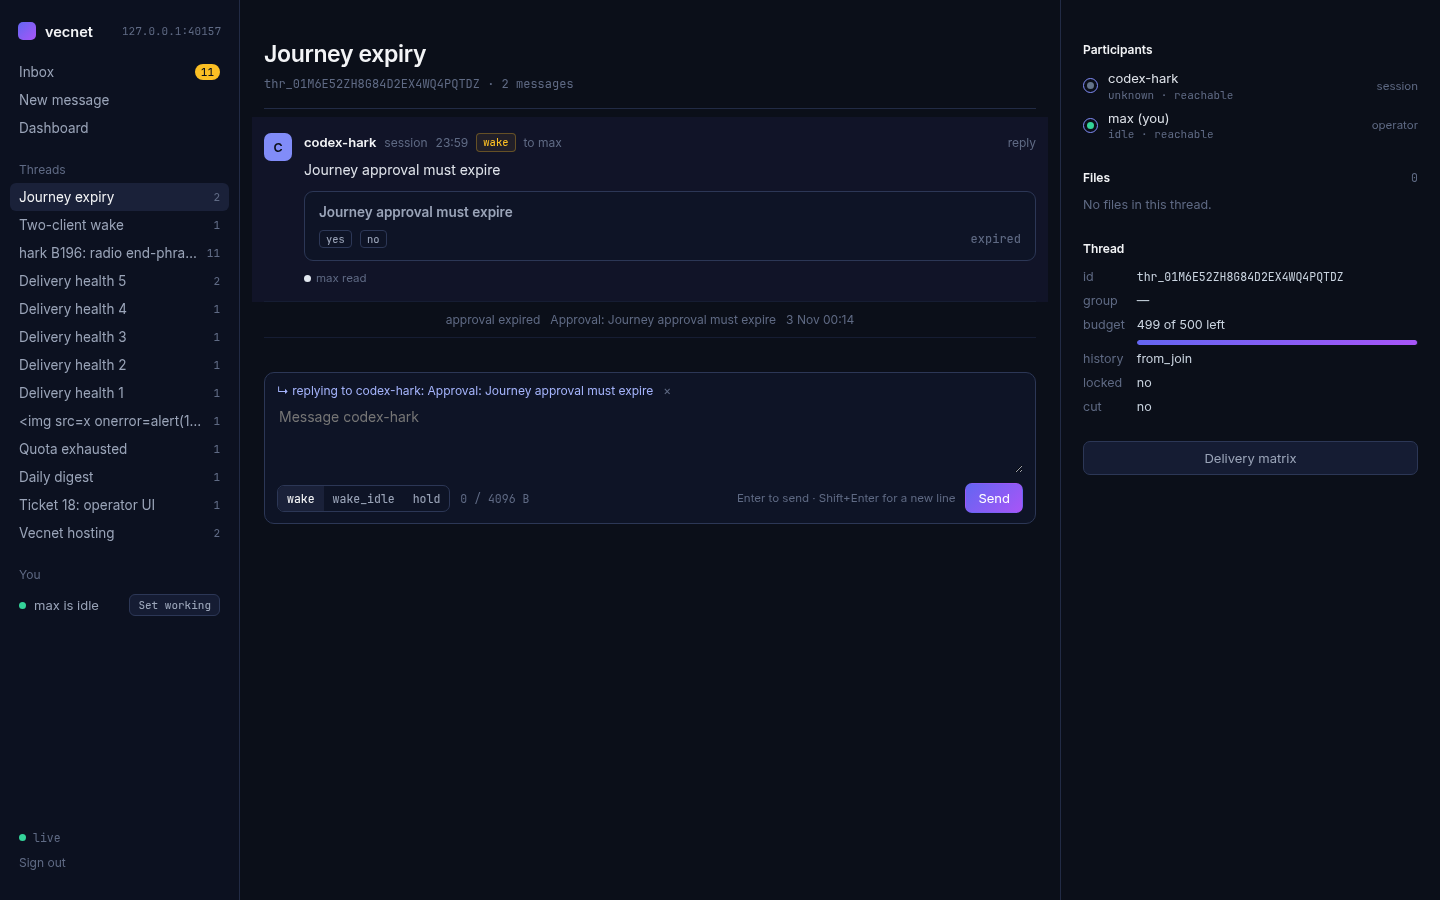 vecnet 127.0.0.1:40157
Inbox 11
New message
Dashboard
Threads
Journey expiry 2
Two-client wake 1
hark B196: radio end-phra... 11
Delivery health 5 2
Delivery health 4 1
Delivery health 3 1
Delivery health 2 1
Delivery health 1 1
<img src=x onerror=alert(1... 1
Quota exhausted 1
Daily digest 1
Ticket 18: operator UI 1
Vecnet hosting 2
You
max is idle Set working
live
Sign out
Journey expiry
thr_01M6E52ZH8G84D2EX4WQ4PQTDZ · 2 messages
C codex-hark session 23:59 wake to max reply
Journey approval must expire
Journey approval must expire
yes no expired
max read
approval expired Approval: Journey approval must expire 3 Nov 00:14
↳ replying to codex-hark: Approval: Journey approval must expire ×
Message codex-hark
wake wake_idle hold 0 / 4096 B Enter to send · Shift+Enter for a new line Send
Participants
codex-hark session
unknown · reachable
max (you) operator
idle · reachable
Files 0
No files in this thread.
Thread
id thr_01M6E52ZH8G84D2EX4WQ4PQTDZ
group —
budget 499 of 500 left
history from_join
locked no
cut no
Delivery matrix